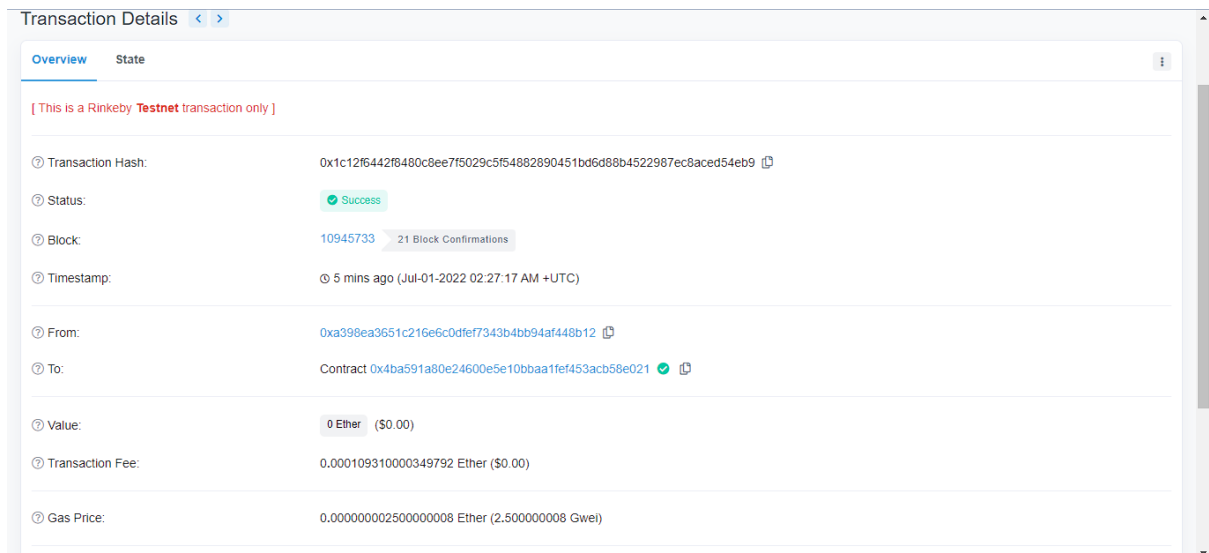 Transaction Details < >
Overview State
[ This is a Rinkeby Testnet transaction only ]
Transaction Hash: 0x1c12f6442f8480c8ee7f5029c5f54882890451bd6d88b4522987ec8aced54eb9
Status: Success
Block: 10945733 21 Block Confirmations
Timestamp: 5 mins ago (Jul-01-2022 02:27:17 AM +UTC)
From: 0xa398ea3651c216e6c0dfef7343b4bb94af448b12
To: Contract 0x4ba591a80e24600e5e10bbaa1fef453acb58e021
Value: 0 Ether ($0.00)
Transaction Fee: 0.000109310000349792 Ether ($0.00)
Gas Price: 0.000000002500000008 Ether (2.500000008 Gwei)